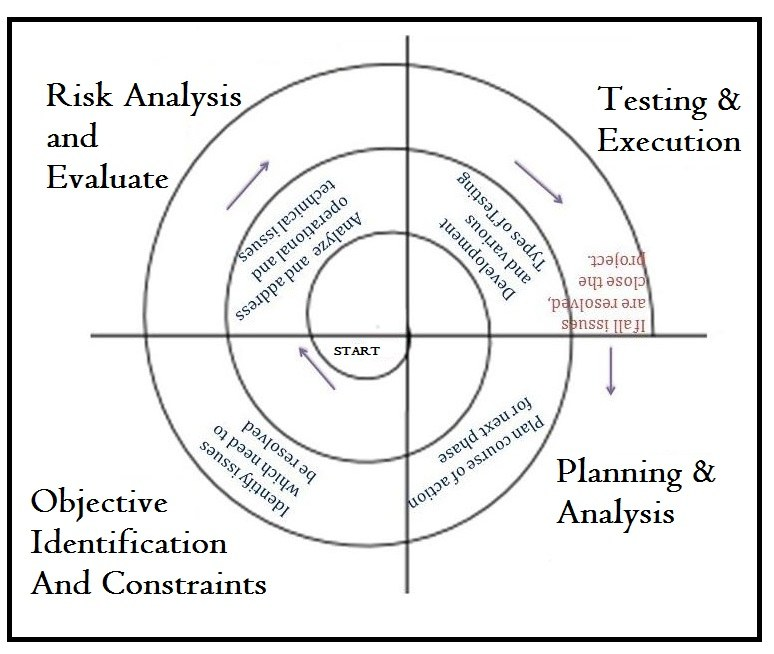 Risk Analysis
and
Evaluate
Testing &
Execution
Analyze and address
operational and
technical issues
Development
and various
Types of Testing
If all issues
are resolved,
close the
project.
START
Identify issues
which need to
be resolved
Plan course of action
for next phase
Planning &
Analysis
Objective
Identification
And Constraints